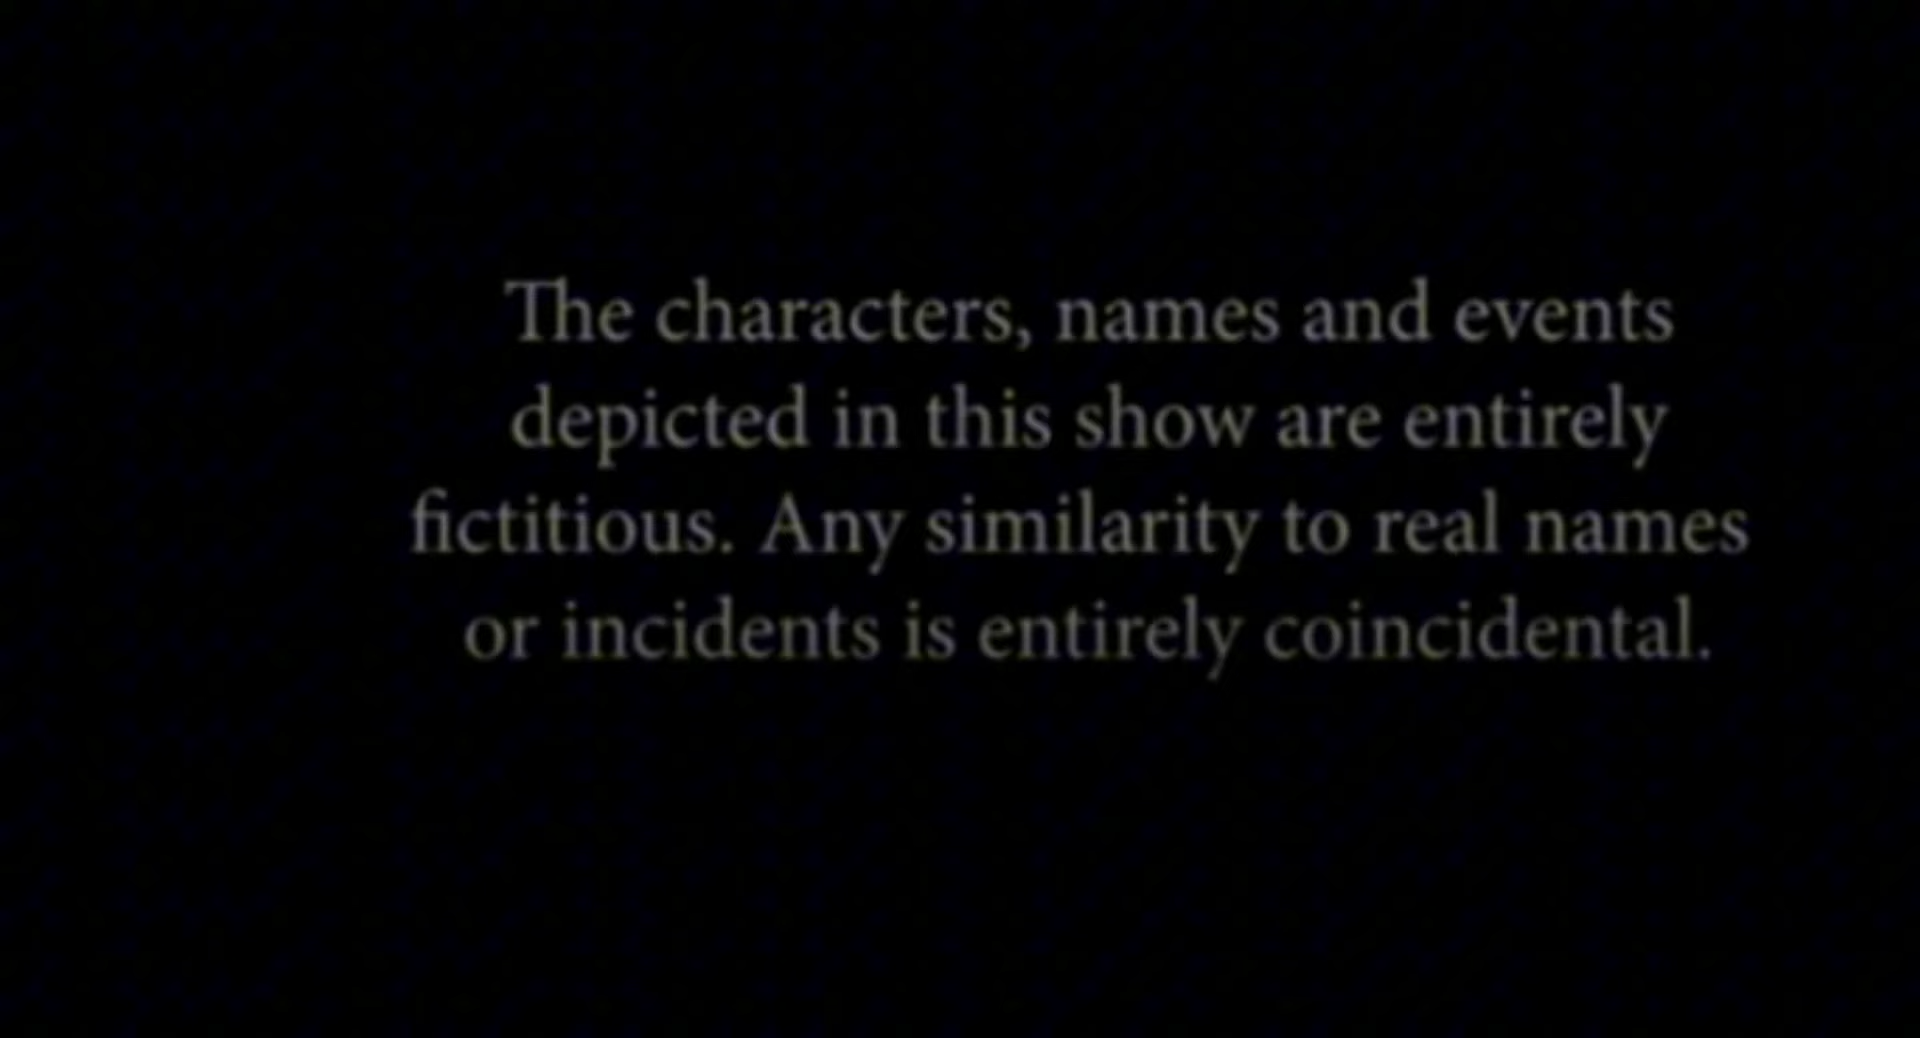 The characters, names and events
depicted in this show are entirely
fictitious. Any similarity to real names
or incidents is entirely coincidental.